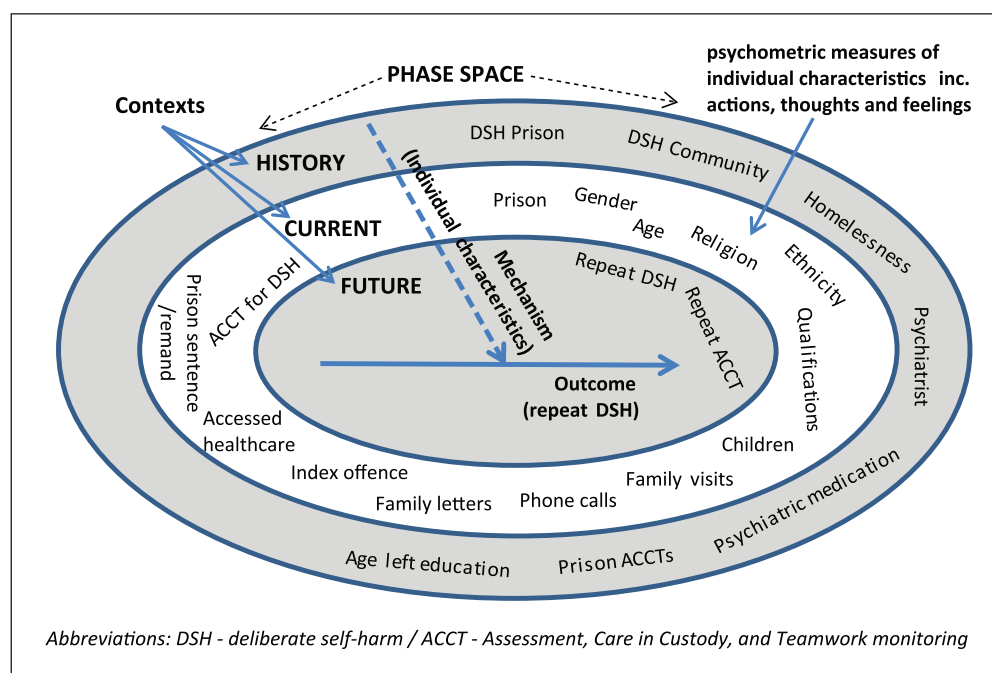 PHASE SPACE
psychometric measures of
individual characteristics inc.
actions, thoughts and feelings
Contexts
HISTORY
DSH Prison
DSH Community
Homelessness
Psychiatrist
Psychiatric medication
Prison ACCTs
Age left education
CURRENT
Prison
Gender
Age
Religion
Ethnicity
Qualifications
Children
Family visits
Phone calls
Family letters
Index offence
Accessed
healthcare
Prison sentence
/remand
ACCT for DSH
FUTURE
Repeat DSH
Repeat ACCT
Mechanism
(Individual characteristics)
Outcome
(repeat DSH)
Abbreviations: DSH - deliberate self-harm / ACCT - Assessment, Care in Custody, and Teamwork monitoring